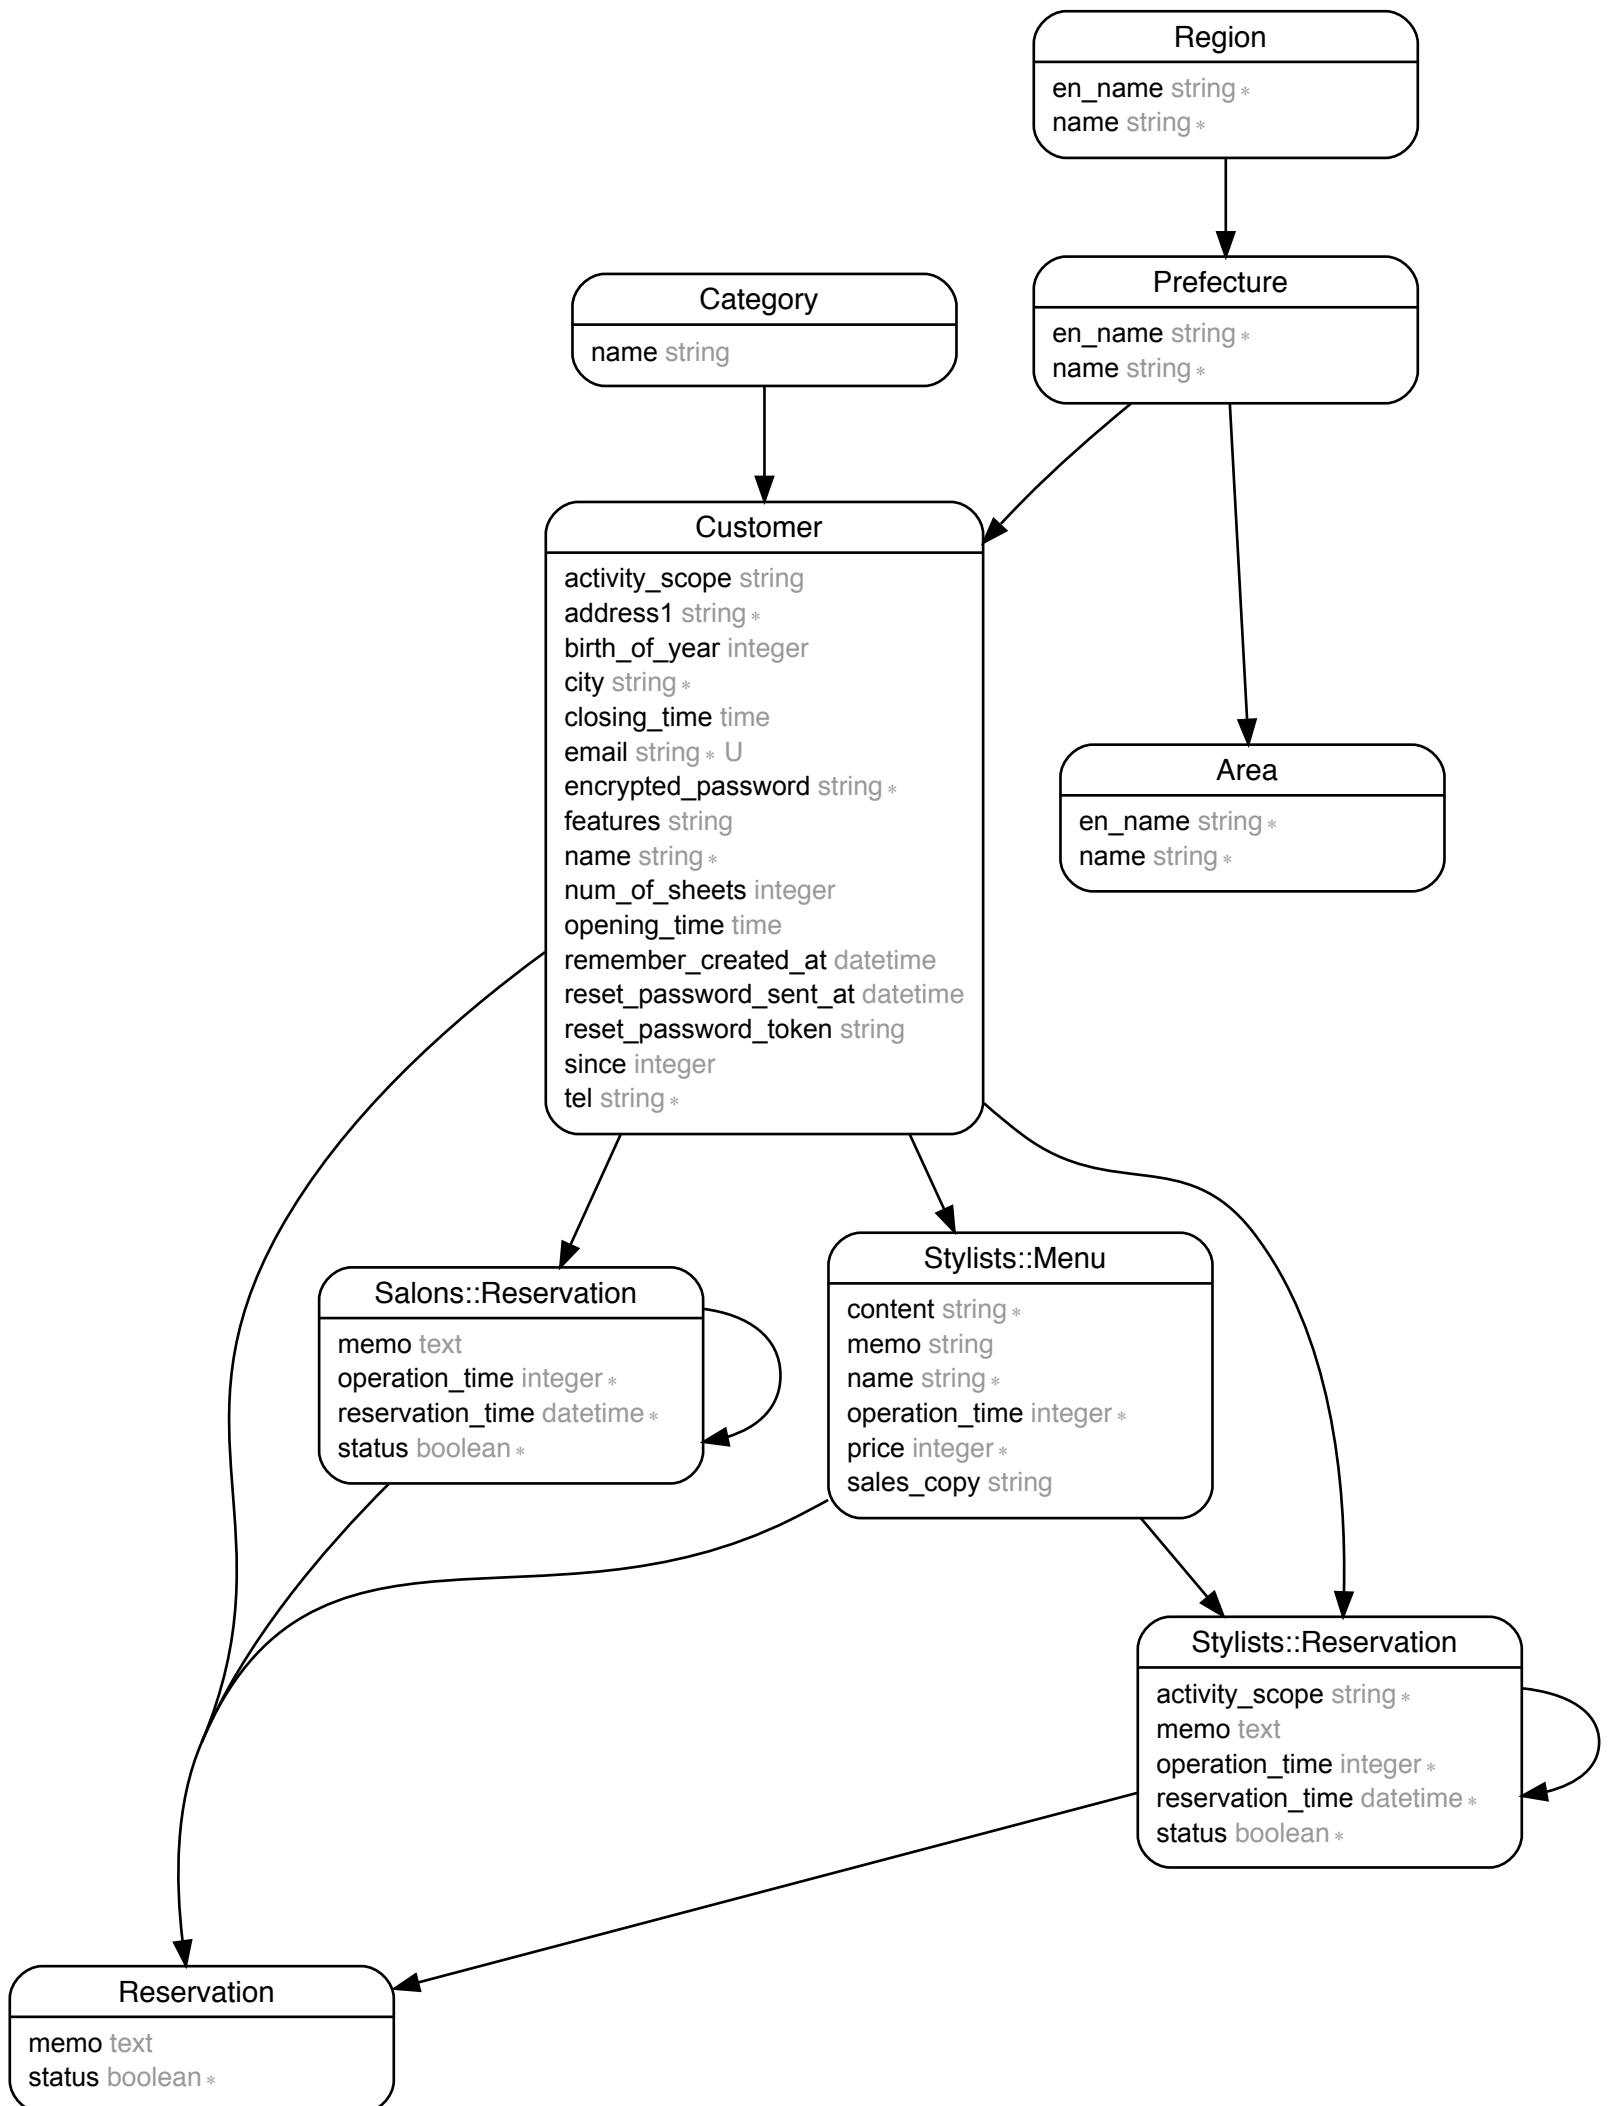 Region
en_name string *
name string *
Prefecture
en_name string *
name string *
Category
name string
Customer
activity_scope string
address1 string *
birth_of_year integer
city string *
closing_time time
email string * U
encrypted_password string *
features string
name string *
num_of_sheets integer
opening_time time
remember_created_at datetime
reset_password_sent_at datetime
reset_password_token string
since integer
tel string *
Area
en_name string *
name string *
Salons::Reservation
memo text
operation_time integer *
reservation_time datetime *
status boolean *
Stylists::Menu
content string *
memo string
name string *
operation_time integer *
price integer *
sales_copy string
Stylists::Reservation
activity_scope string *
memo text
operation_time integer *
reservation_time datetime *
status boolean *
Reservation
memo text
status boolean *